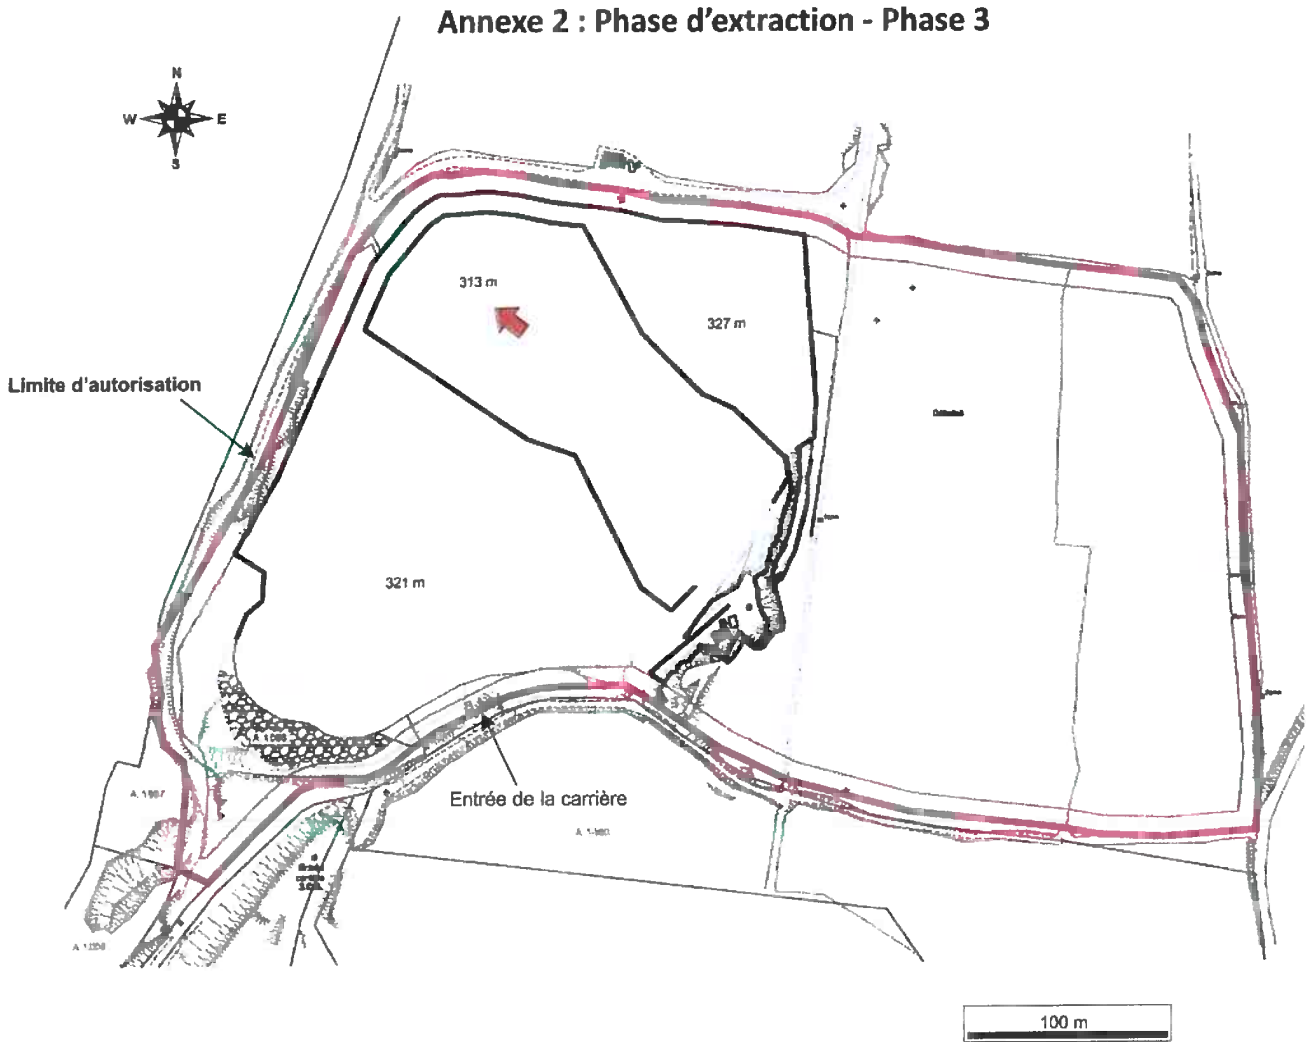 Annexe 2 : Phase d'extraction - Phase 3
N
W E
S
313 m
327 m
Limite d'autorisation
321 m
Entrée de la carrière
100 m